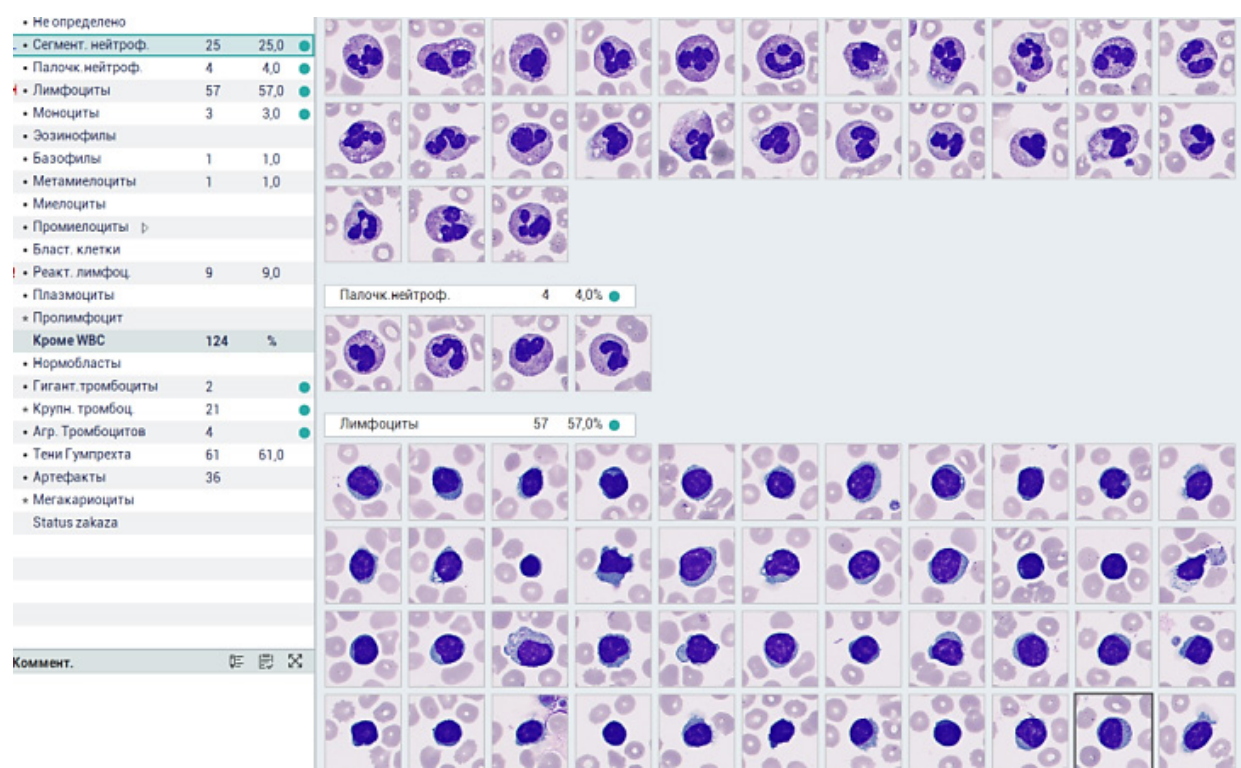 • Не определено
• Сегмент. нейтроф. 25 25,0
• Палочк.нейтроф. 4 4,0
• Лимфоциты 57 57,0
• Моноциты 3 3,0
• Эозинофилы
• Базофилы 1 1,0
• Метамиелоциты 1 1,0
• Миелоциты
• Промиелоциты
• Бласт. клетки
• Реакт. лимфоц. 9 9,0
• Плазмоциты
* Пролимфоцит
Кроме WBC 124 %
• Нормобласты
• Гигант.тромбоциты 2
* Крупн. тромбоц. 21
• Агр. Тромбоцитов 4
• Тени Гумпрехта 61 61,0
• Артефакты 36
* Мегакариоциты
Status zakaza
Коммент.
Палочк.нейтроф. 4 4,0%
Лимфоциты 57 57,0%